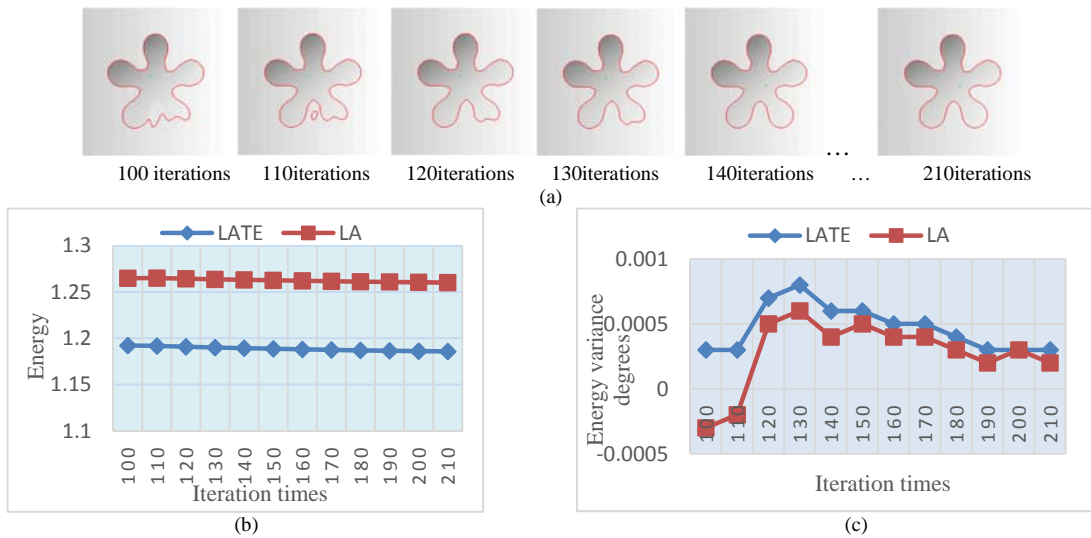 ...
100 iterations 110iterations 120iterations 130iterations 140iterations ... 210iterations
(a)
LATE LA
1.3
1.25
1.2
1.15
1.1
Energy
100 110 120 130 140 150 160 170 180 190 200 210
Iteration times
(b)
LATE LA
0.001
0.0005
0
-0.0005
Energy variance
degrees
100 110 120 130 140 150 160 170 180 190 200 210
Iteration times
(c)